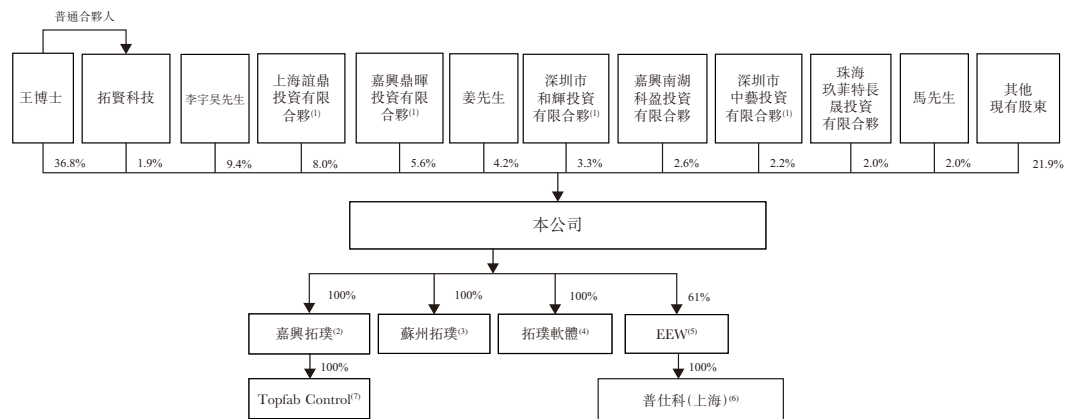 普通合夥人
王博士
拓賢科技
李宇昊先生
上海誼鼎
投資有限
合夥(1)
嘉興鼎暉
投資有限
合夥(1)
姜先生
深圳市
和輝投資
有限合夥(1)
嘉興南湖
科盈投資
有限合夥
深圳市
中藝投資
有限合夥(1)
珠海
玖菲特長
晟投資
有限合夥
馬先生
其他
現有股東
36.8%
1.9%
9.4%
8.0%
5.6%
4.2%
3.3%
2.6%
2.2%
2.0%
2.0%
21.9%
本公司
100%
100%
100%
61%
嘉興拓璞(2)
蘇州拓璞(3)
拓璞軟體(4)
EEW(5)
100%
100%
Topfab Control(7)
普仕科(上海)(6)